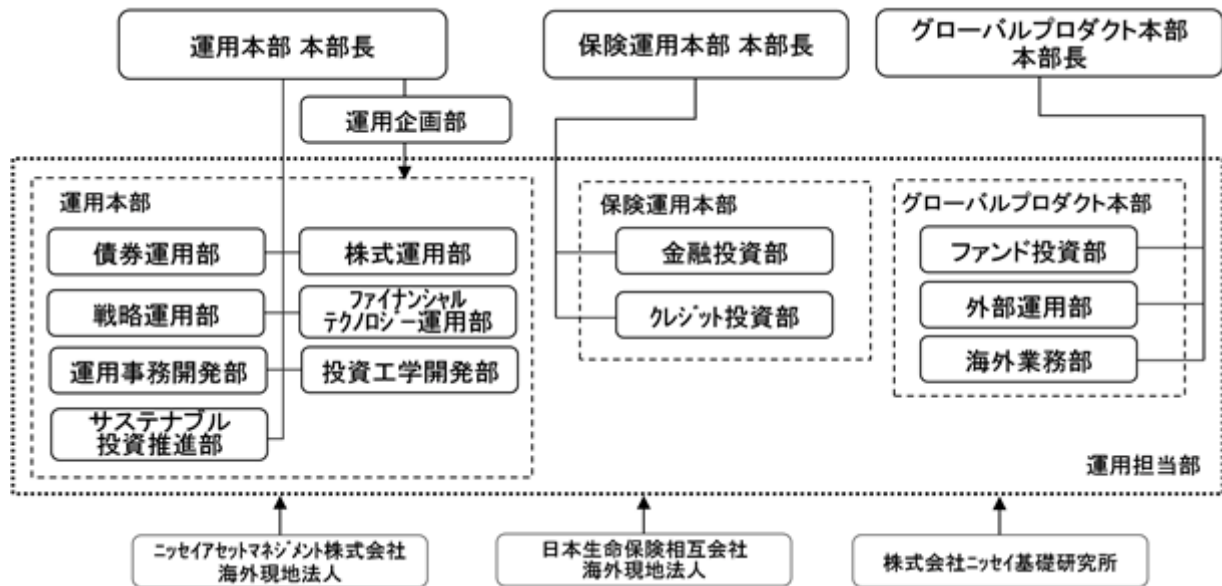 運用本部 本部長
保険運用本部 本部長
グローバルプロダクト本部
本部長
運用企画部
運用本部
債券運用部
株式運用部
戦略運用部
ファイナンシャル
テクノロジー運用部
運用事務開発部
投資工学開発部
サステナブル
投資推進部
保険運用本部
金融投資部
クレジット投資部
グローバルプロダクト本部
ファンド投資部
外部運用部
海外業務部
運用担当部
ニッセイアセットマネジメント株式会社
海外現地法人
日本生命保険相互会社
海外現地法人
株式会社ニッセイ基礎研究所